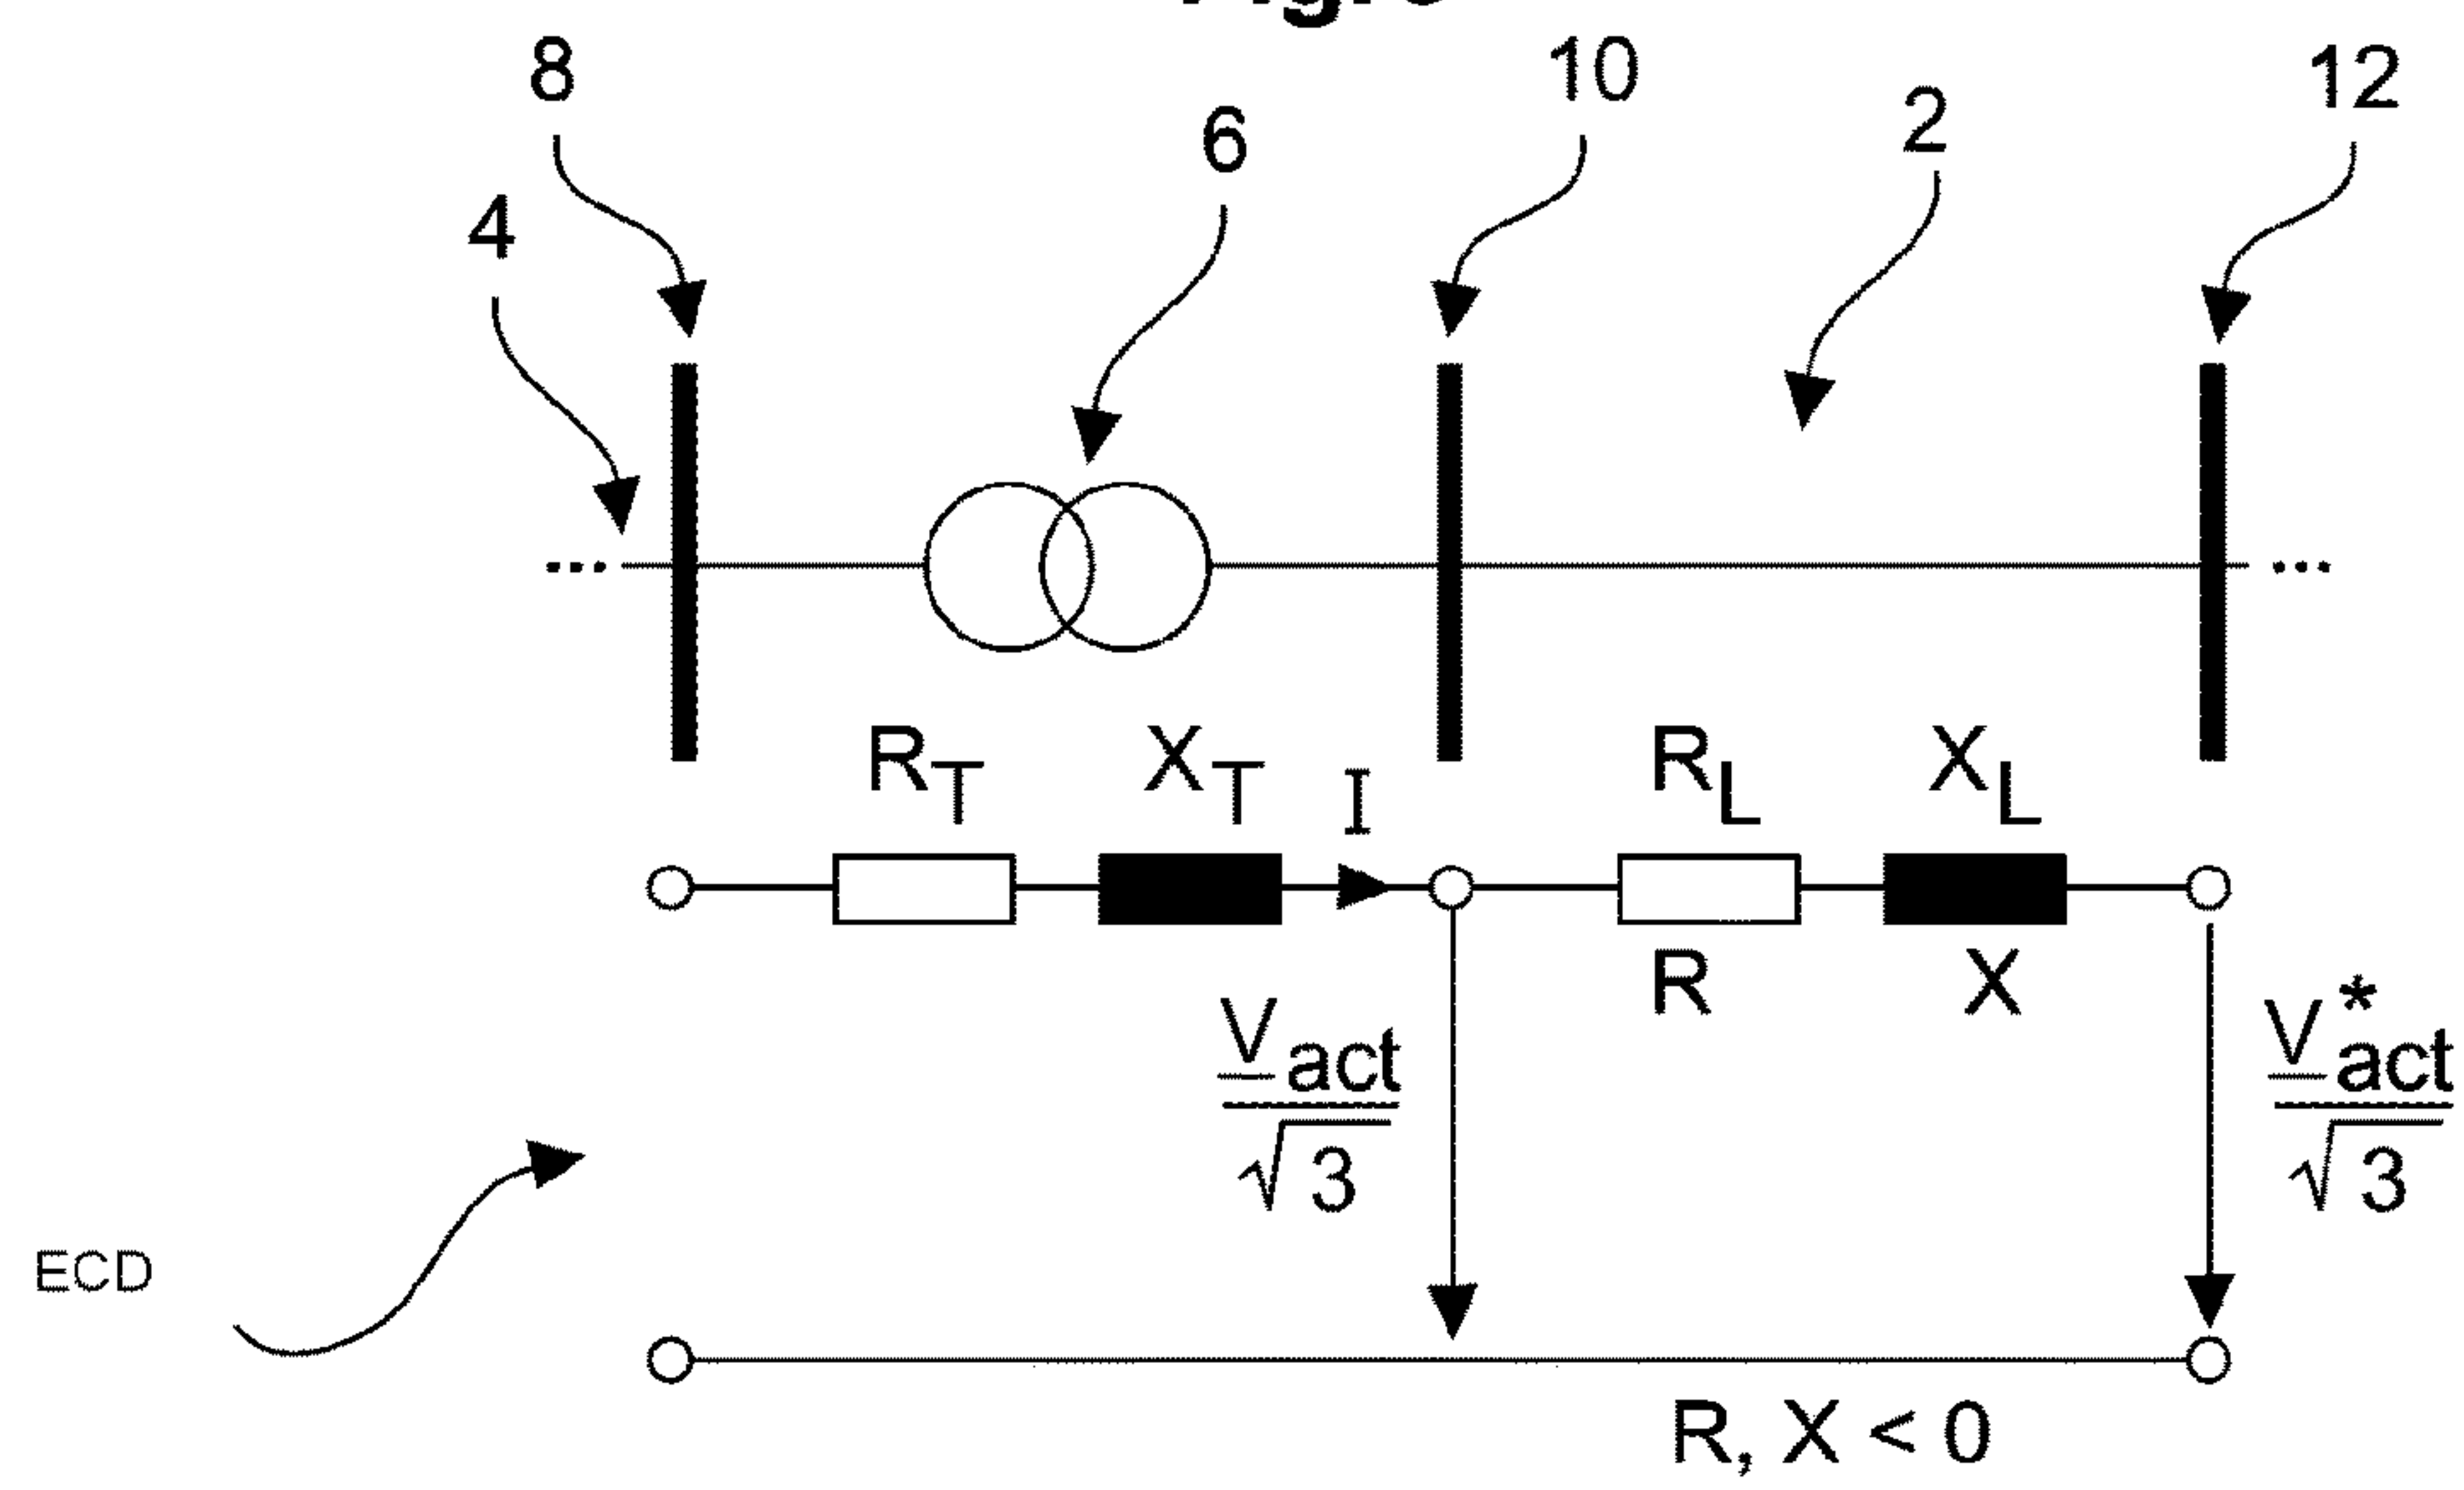 8
10
12
6
2
4
R_T X_T I R_L X_L
R X
V_act/√3
V*_act/√3
ECD
R, X < 0